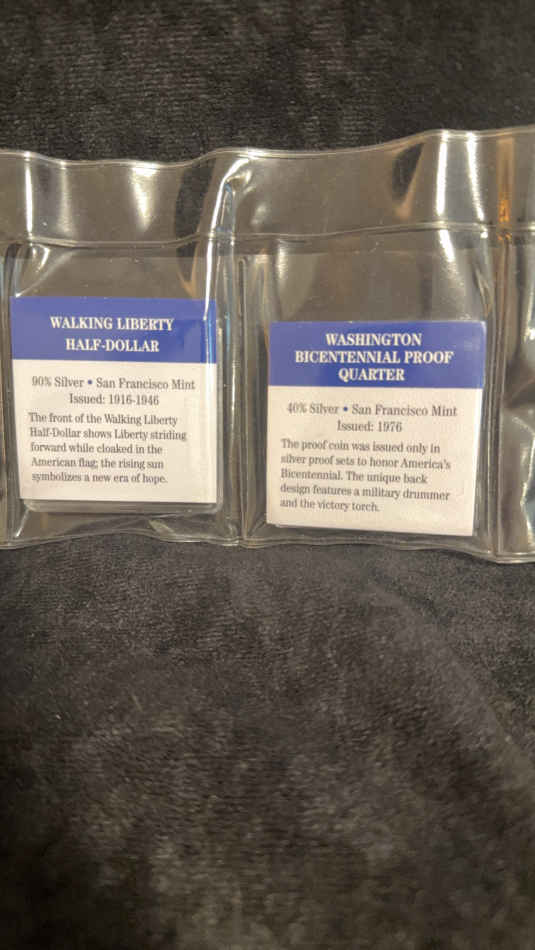 WALKING LIBERTY
HALF-DOLLAR
90% Silver • San Francisco Mint
Issued: 1916-1946
The front of the Walking Liberty
Half-Dollar shows Liberty striding
forward while cloaked in the
American flag; the rising sun
symbolizes a new era of hope.
WASHINGTON
BICENTENNIAL PROOF
QUARTER
40% Silver • San Francisco Mint
Issued: 1976
The proof coin was issued only in
silver proof sets to honor America's
Bicentennial. The unique back
design features a military drummer
and the victory torch.